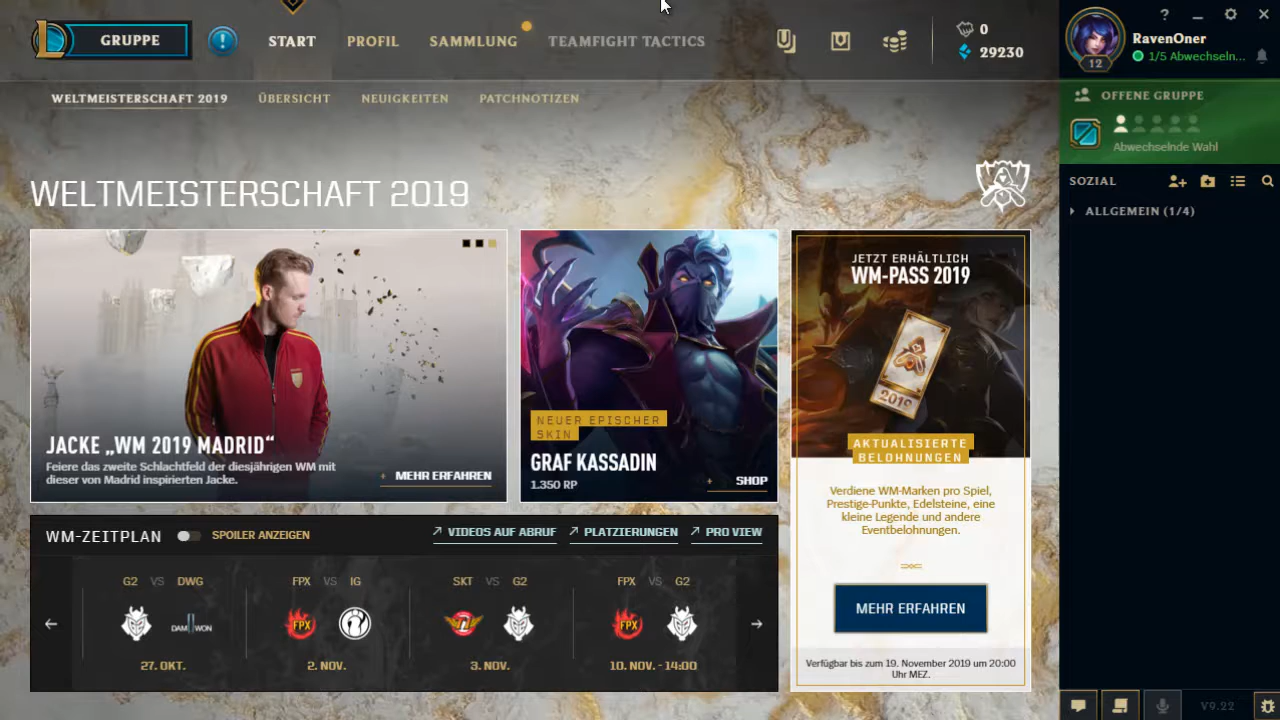 GRUPPE
START
PROFIL
SAMMLUNG
TEAMFIGHT TACTICS
0
29230
?
RavenOner
12
1/5 Abwechseln...
WELTMEISTERSCHAFT 2019
ÜBERSICHT
NEUIGKEITEN
PATCHNOTIZEN
OFFENE GRUPPE
Abwechselnde Wahl
SOZIAL
ALLGEMEIN (1/4)
WELTMEISTERSCHAFT 2019
JACKE „WM 2019 MADRID“
Feiere das zweite Schlachtfeld der diesjährigen WM mit
dieser von Madrid inspirierten Jacke.
+ MEHR ERFAHREN
NEUER EPISCHER
SKIN
GRAF KASSADIN
1.350 RP
+ SHOP
JETZT ERHÄLTLICH
WM-PASS 2019
2019
AKTUALISIERTE
BELOHNUNGEN
Verdiene WM-Marken pro Spiel,
Prestige-Punkte, Edelsteine, eine
kleine Legende und andere
Eventbelohnungen.
MEHR ERFAHREN
Verfügbar bis zum 19. November 2019 um 20:00
Uhr MEZ.
WM-ZEITPLAN
SPOILER ANZEIGEN
VIDEOS AUF ABRUF
PLATZIERUNGEN
PRO VIEW
G2 VS DWG
DAMWON
27. OKT.
FPX VS IG
FPX
2. NOV.
SKT VS G2
3. NOV.
FPX VS G2
FPX
10. NOV. - 14:00
V9.22